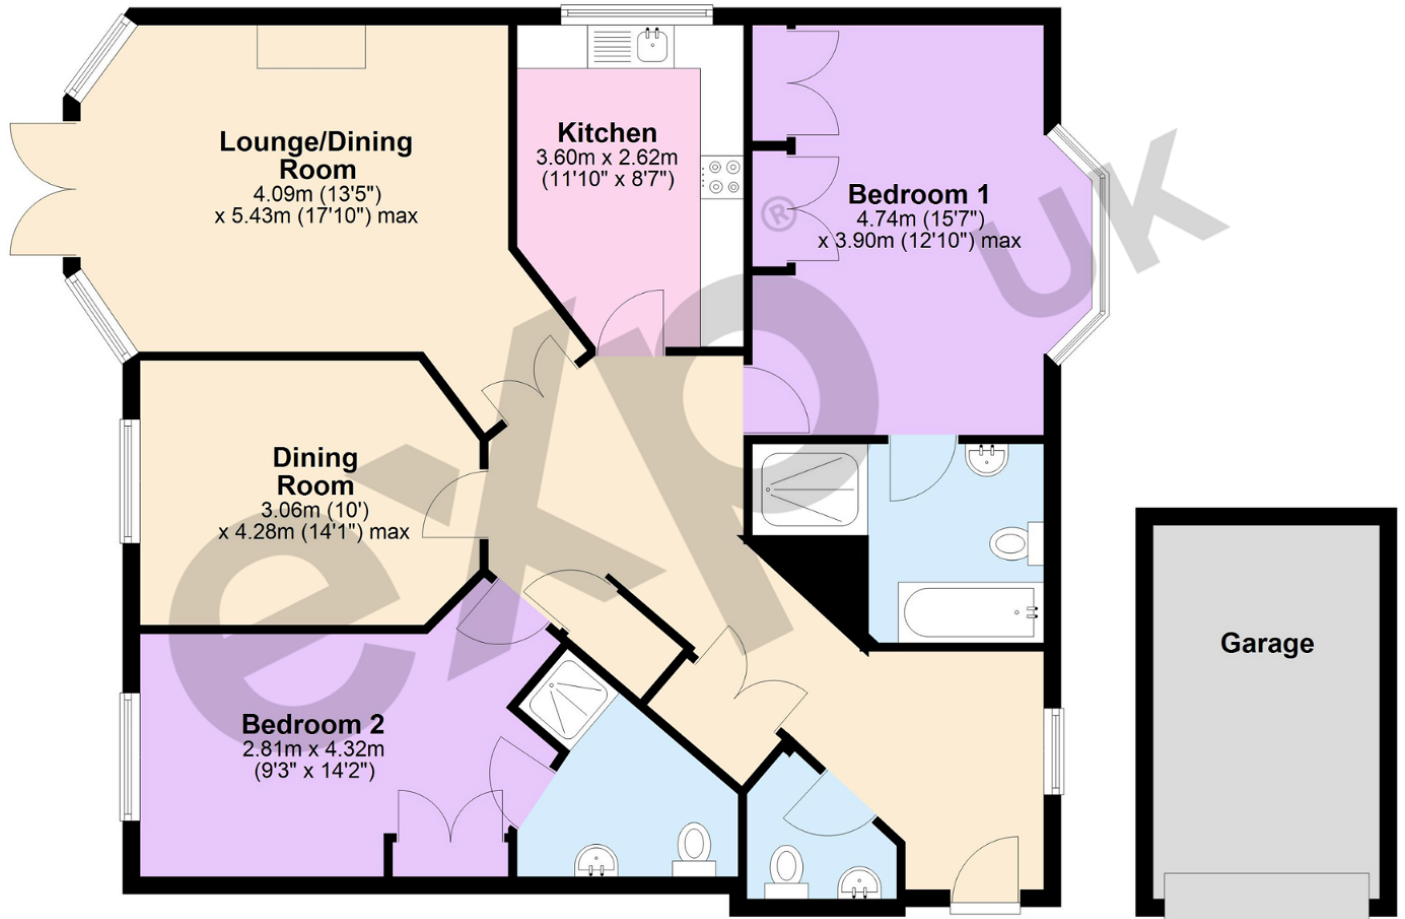 Lounge/Dining
Room
4.09m (13'5")
x 5.43m (17'10") max
Kitchen
3.60m x 2.62m
(11'10" x 8'7")
Bedroom 1
4.74m (15'7")
x 3.90m (12'10") max
Dining
Room
3.06m (10')
x 4.28m (14'1") max
Bedroom 2
2.81m x 4.32m
(9'3" x 14'2")
Garage
eXp® UK